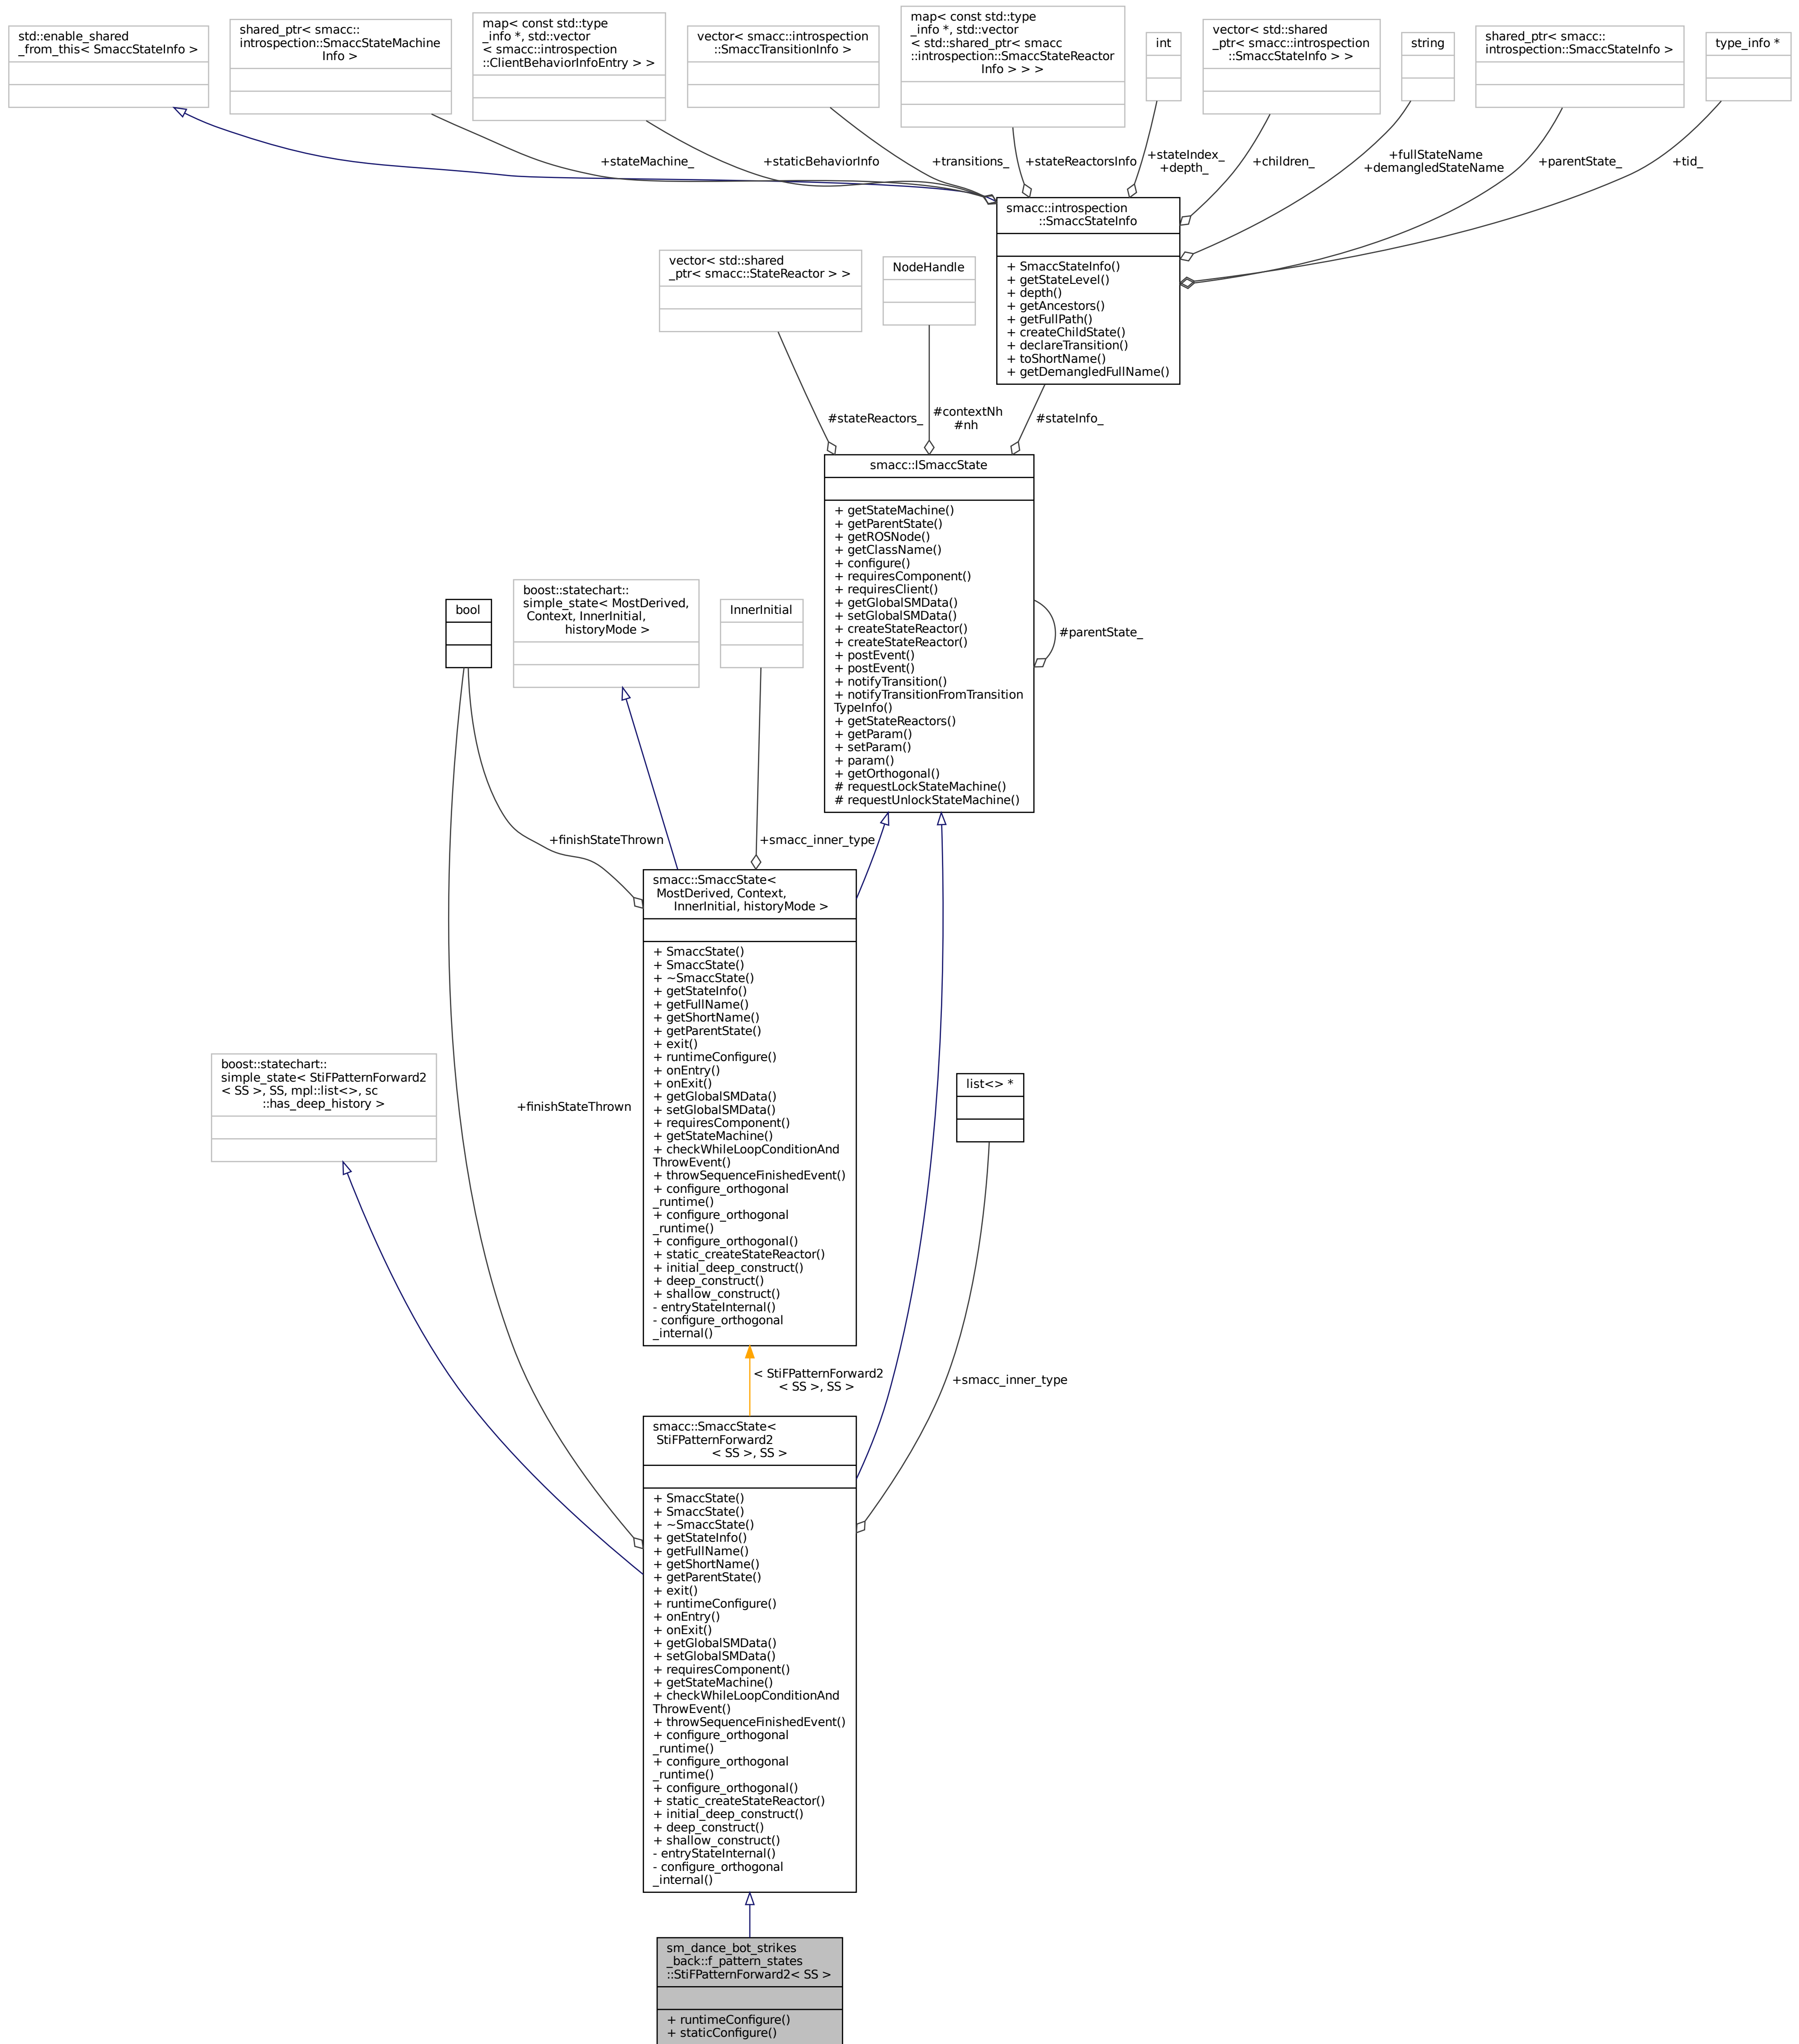 std::enable_shared
_from_this< SmaccStateInfo >
shared_ptr< smacc::
introspection::SmaccStateMachine
Info >
map< const std::type
_info *, std::vector
< smacc::introspection
::ClientBehaviorInfoEntry > >
vector< smacc::introspection
::SmaccTransitionInfo >
map< const std::type
_info *, std::vector
< std::shared_ptr< smacc
::introspection::SmaccStateReactor
Info > > >
int
vector< std::shared
_ptr< smacc::introspection
::SmaccStateInfo > >
string
shared_ptr< smacc::
introspection::SmaccStateInfo >
type_info *
+stateMachine_
+staticBehaviorInfo
+transitions_
+stateReactorsInfo
+stateIndex_
+depth_
+children_
+fullStateName
+demangledStateName
+parentState_
+tid_
smacc::introspection
::SmaccStateInfo
+ SmaccStateInfo()
+ getStateLevel()
+ depth()
+ getAncestors()
+ getFullPath()
+ createChildState()
+ declareTransition()
+ toShortName()
+ getDemangledFullName()
vector< std::shared
_ptr< smacc::StateReactor > >
NodeHandle
#stateReactors_
#contextNh
#nh
#stateInfo_
smacc::ISmaccState
+ getStateMachine()
+ getParentState()
+ getROSNode()
+ getClassName()
+ configure()
+ requiresComponent()
+ requiresClient()
+ getGlobalSMData()
+ setGlobalSMData()
+ createStateReactor()
+ createStateReactor()
+ postEvent()
+ postEvent()
+ notifyTransition()
+ notifyTransitionFromTransition
TypeInfo()
+ getStateReactors()
+ getParam()
+ setParam()
+ param()
+ getOrthogonal()
# requestLockStateMachine()
# requestUnlockStateMachine()
#parentState_
bool
boost::statechart::
simple_state< MostDerived,
Context, InnerInitial,
historyMode >
InnerInitial
+finishStateThrown
+smacc_inner_type
smacc::SmaccState<
MostDerived, Context,
InnerInitial, historyMode >
+ SmaccState()
+ SmaccState()
+ ~SmaccState()
+ getStateInfo()
+ getFullName()
+ getShortName()
+ getParentState()
+ exit()
+ runtimeConfigure()
+ onEntry()
+ onExit()
+ getGlobalSMData()
+ setGlobalSMData()
+ requiresComponent()
+ getStateMachine()
+ checkWhileLoopConditionAnd
ThrowEvent()
+ throwSequenceFinishedEvent()
+ configure_orthogonal
_runtime()
+ configure_orthogonal
_runtime()
+ configure_orthogonal()
+ static_createStateReactor()
+ initial_deep_construct()
+ deep_construct()
+ shallow_construct()
- entryStateInternal()
- configure_orthogonal
_internal()
boost::statechart::
simple_state< StiFPatternForward2
< SS >, SS, mpl::list<>, sc
::has_deep_history >
+finishStateThrown
list<> *
< StiFPatternForward2
< SS >, SS >
+smacc_inner_type
smacc::SmaccState<
StiFPatternForward2
< SS >, SS >
+ SmaccState()
+ SmaccState()
+ ~SmaccState()
+ getStateInfo()
+ getFullName()
+ getShortName()
+ getParentState()
+ exit()
+ runtimeConfigure()
+ onEntry()
+ onExit()
+ getGlobalSMData()
+ setGlobalSMData()
+ requiresComponent()
+ getStateMachine()
+ checkWhileLoopConditionAnd
ThrowEvent()
+ throwSequenceFinishedEvent()
+ configure_orthogonal
_runtime()
+ configure_orthogonal
_runtime()
+ configure_orthogonal()
+ static_createStateReactor()
+ initial_deep_construct()
+ deep_construct()
+ shallow_construct()
- entryStateInternal()
- configure_orthogonal
_internal()
sm_dance_bot_strikes
_back::f_pattern_states
::StiFPatternForward2< SS >
+ runtimeConfigure()
+ staticConfigure()